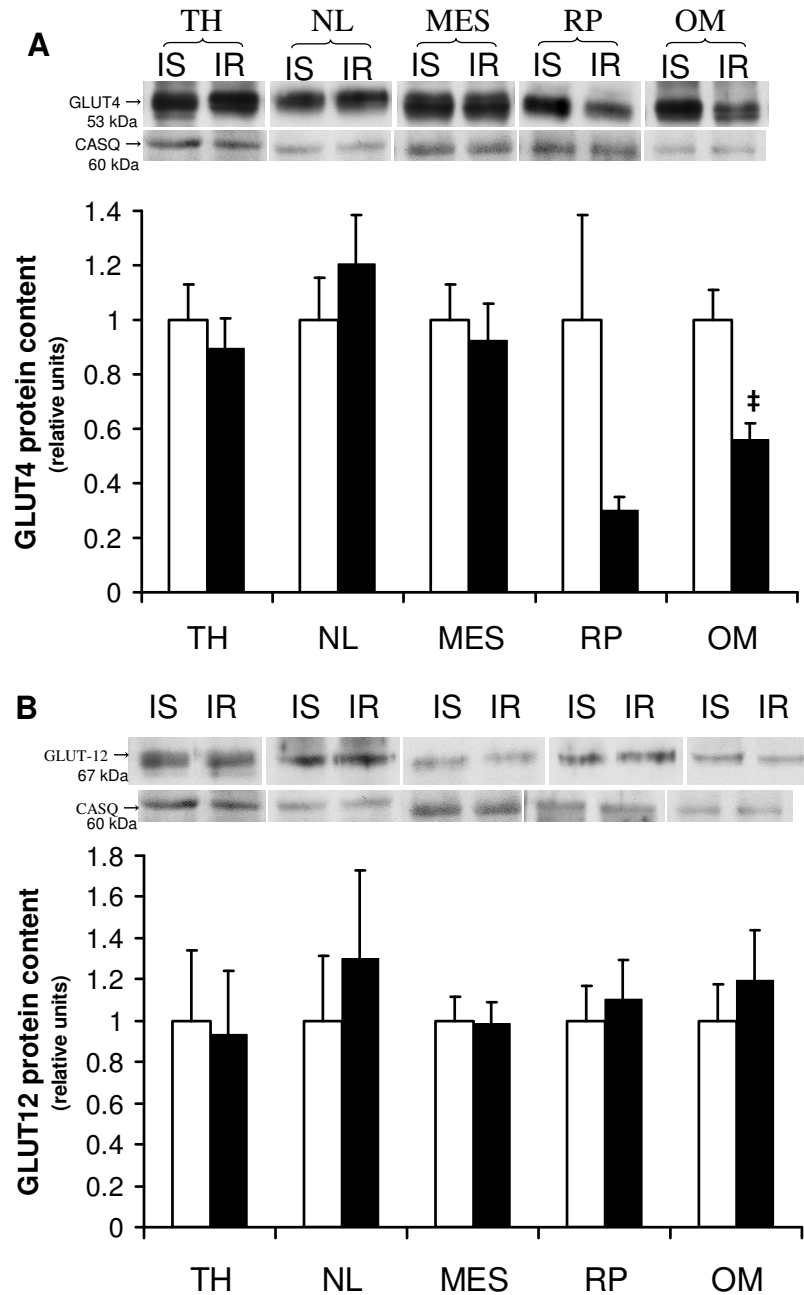 A
TH NL MES RP OM
IS IR IS IR IS IR IS IR IS IR
GLUT4 →
53 kDa
CASQ →
60 kDa
GLUT4 protein content
(relative units)
1.4
1.2
1
0.8
0.6
0.4
0.2
0
‡
TH NL MES RP OM
B
IS IR IS IR IS IR IS IR IS IR
GLUT-12 →
67 kDa
CASQ →
60 kDa
GLUT12 protein content
(relative units)
1.8
1.6
1.4
1.2
1
0.8
0.6
0.4
0.2
0
TH NL MES RP OM